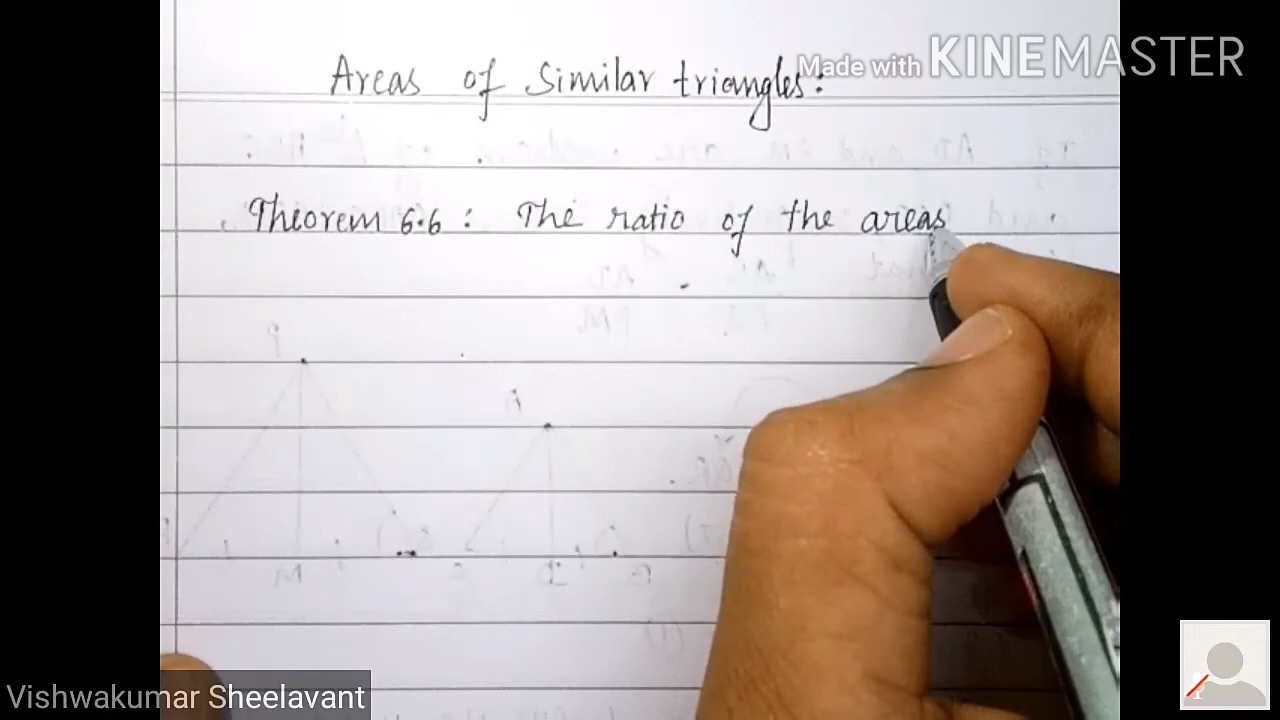 Made with KINEMASTER
Areas of Similar triangles:
Theorem 6.6 : The ratio of the areas
Vishwakumar Sheelavant